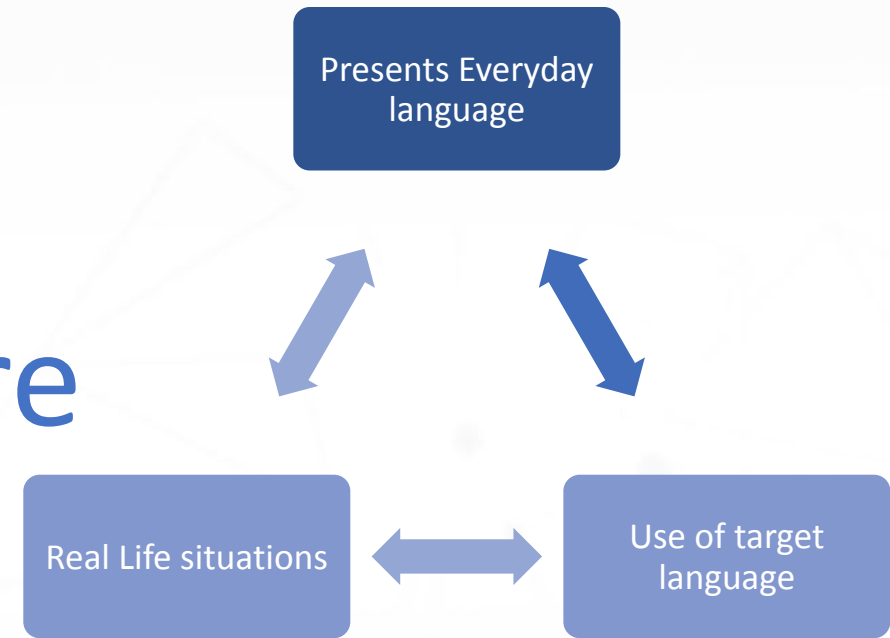 Presents Everyday
language
re
Real Life situations
Use of target
language